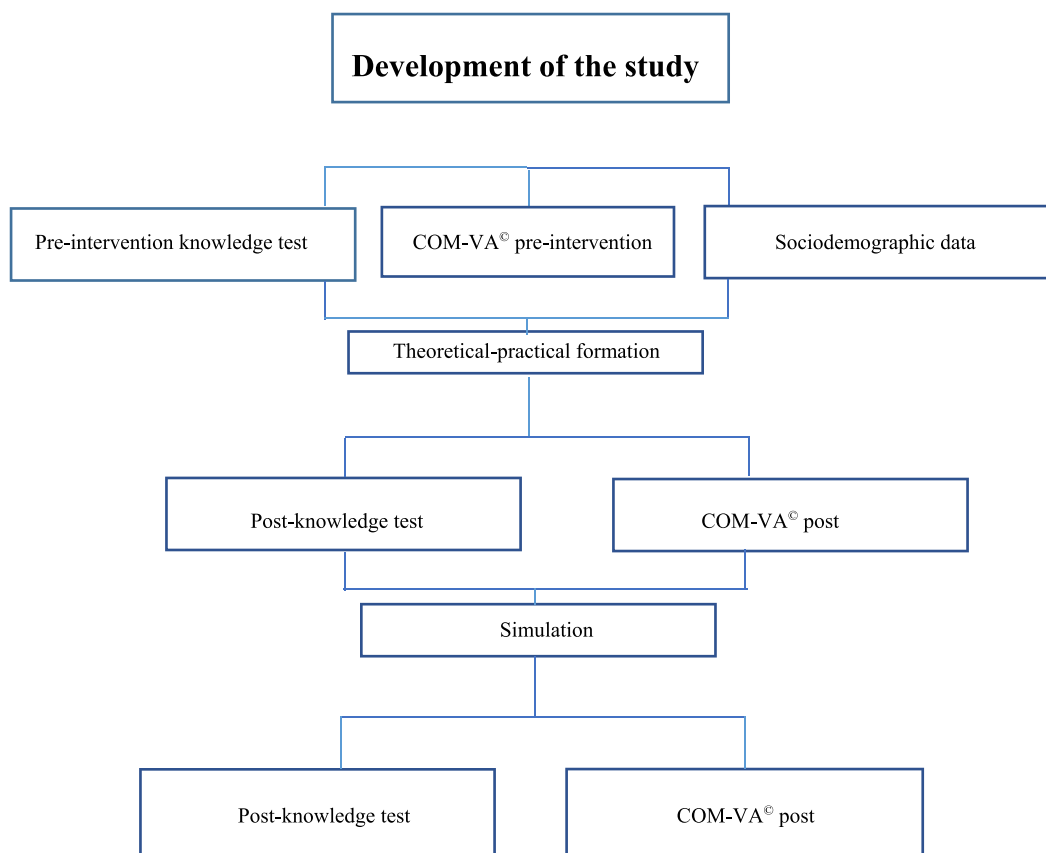 Development of the study
Pre-intervention knowledge test
COM-VA© pre-intervention
Sociodemographic data
Theoretical-practical formation
Post-knowledge test
COM-VA© post
Simulation
Post-knowledge test
COM-VA© post